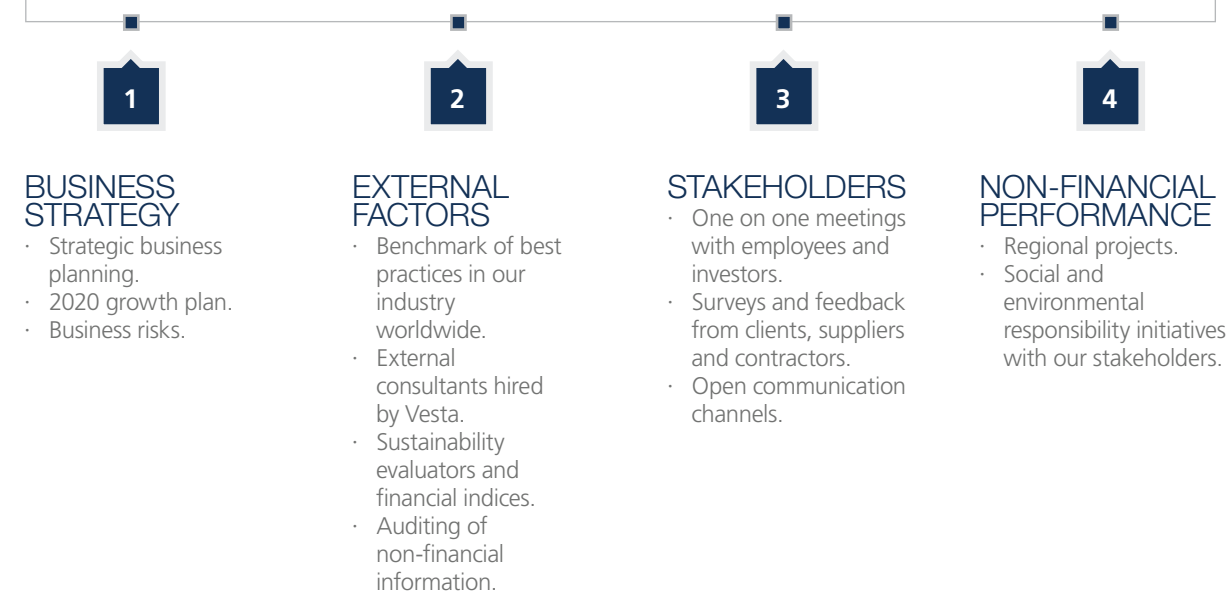 1
BUSINESS
STRATEGY
· Strategic business
planning.
· 2020 growth plan.
· Business risks.
2
EXTERNAL
FACTORS
· Benchmark of best
practices in our
industry
worldwide.
· External
consultants hired
by Vesta.
· Sustainability
evaluators and
financial indices.
· Auditing of
non-financial
information.
3
STAKEHOLDERS
· One on one meetings
with employees and
investors.
· Surveys and feedback
from clients, suppliers
and contractors.
· Open communication
channels.
4
NON-FINANCIAL
PERFORMANCE
· Regional projects.
· Social and
environmental
responsibility initiatives
with our stakeholders.